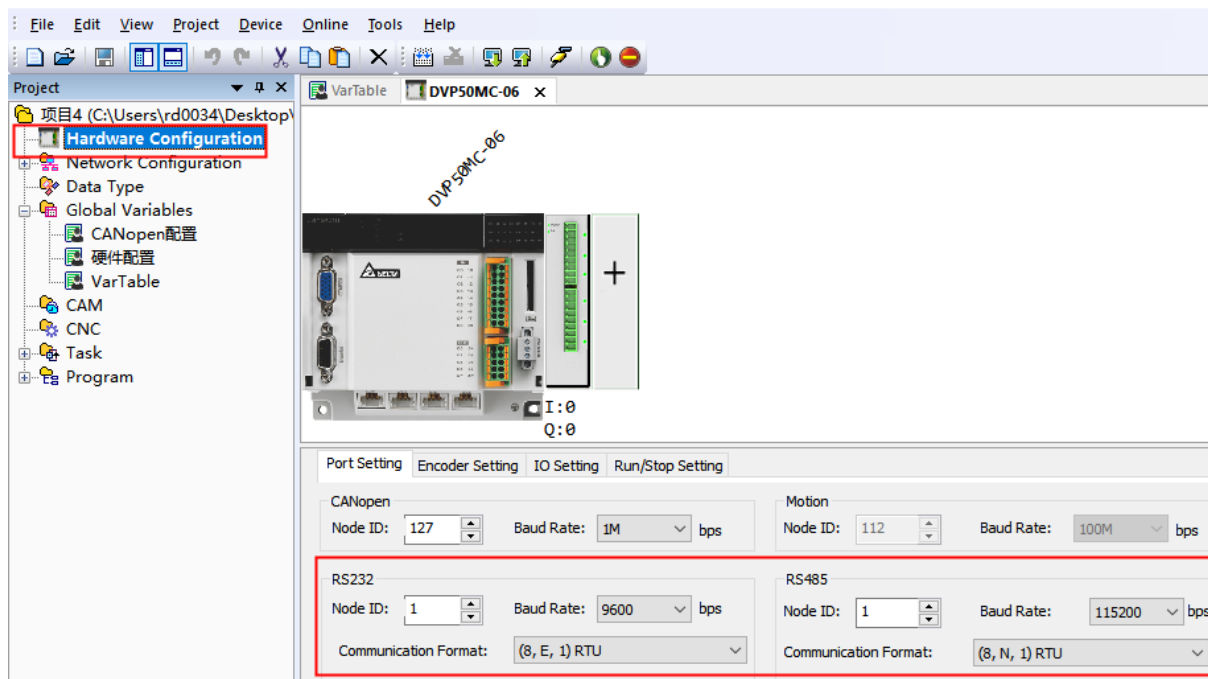 File Edit View Project Device Online Tools Help
Project
VarTable DVP50MC-06
项目4 (C:\Users\rd0034\Desktop\
Hardware Configuration
Network Configuration
Data Type
Global Variables
CANopen配置
硬件配置
VarTable
CAM
CNC
Task
Program
DVP50MC-06
I:0
Q:0
Port Setting Encoder Setting IO Setting Run/Stop Setting
CANopen Motion
Node ID: 127 Baud Rate: 1M bps Node ID: 112 Baud Rate: 100M bps
RS232 RS485
Node ID: 1 Baud Rate: 9600 bps Node ID: 1 Baud Rate: 115200 bps
Communication Format: (8, E, 1) RTU Communication Format: (8, N, 1) RTU